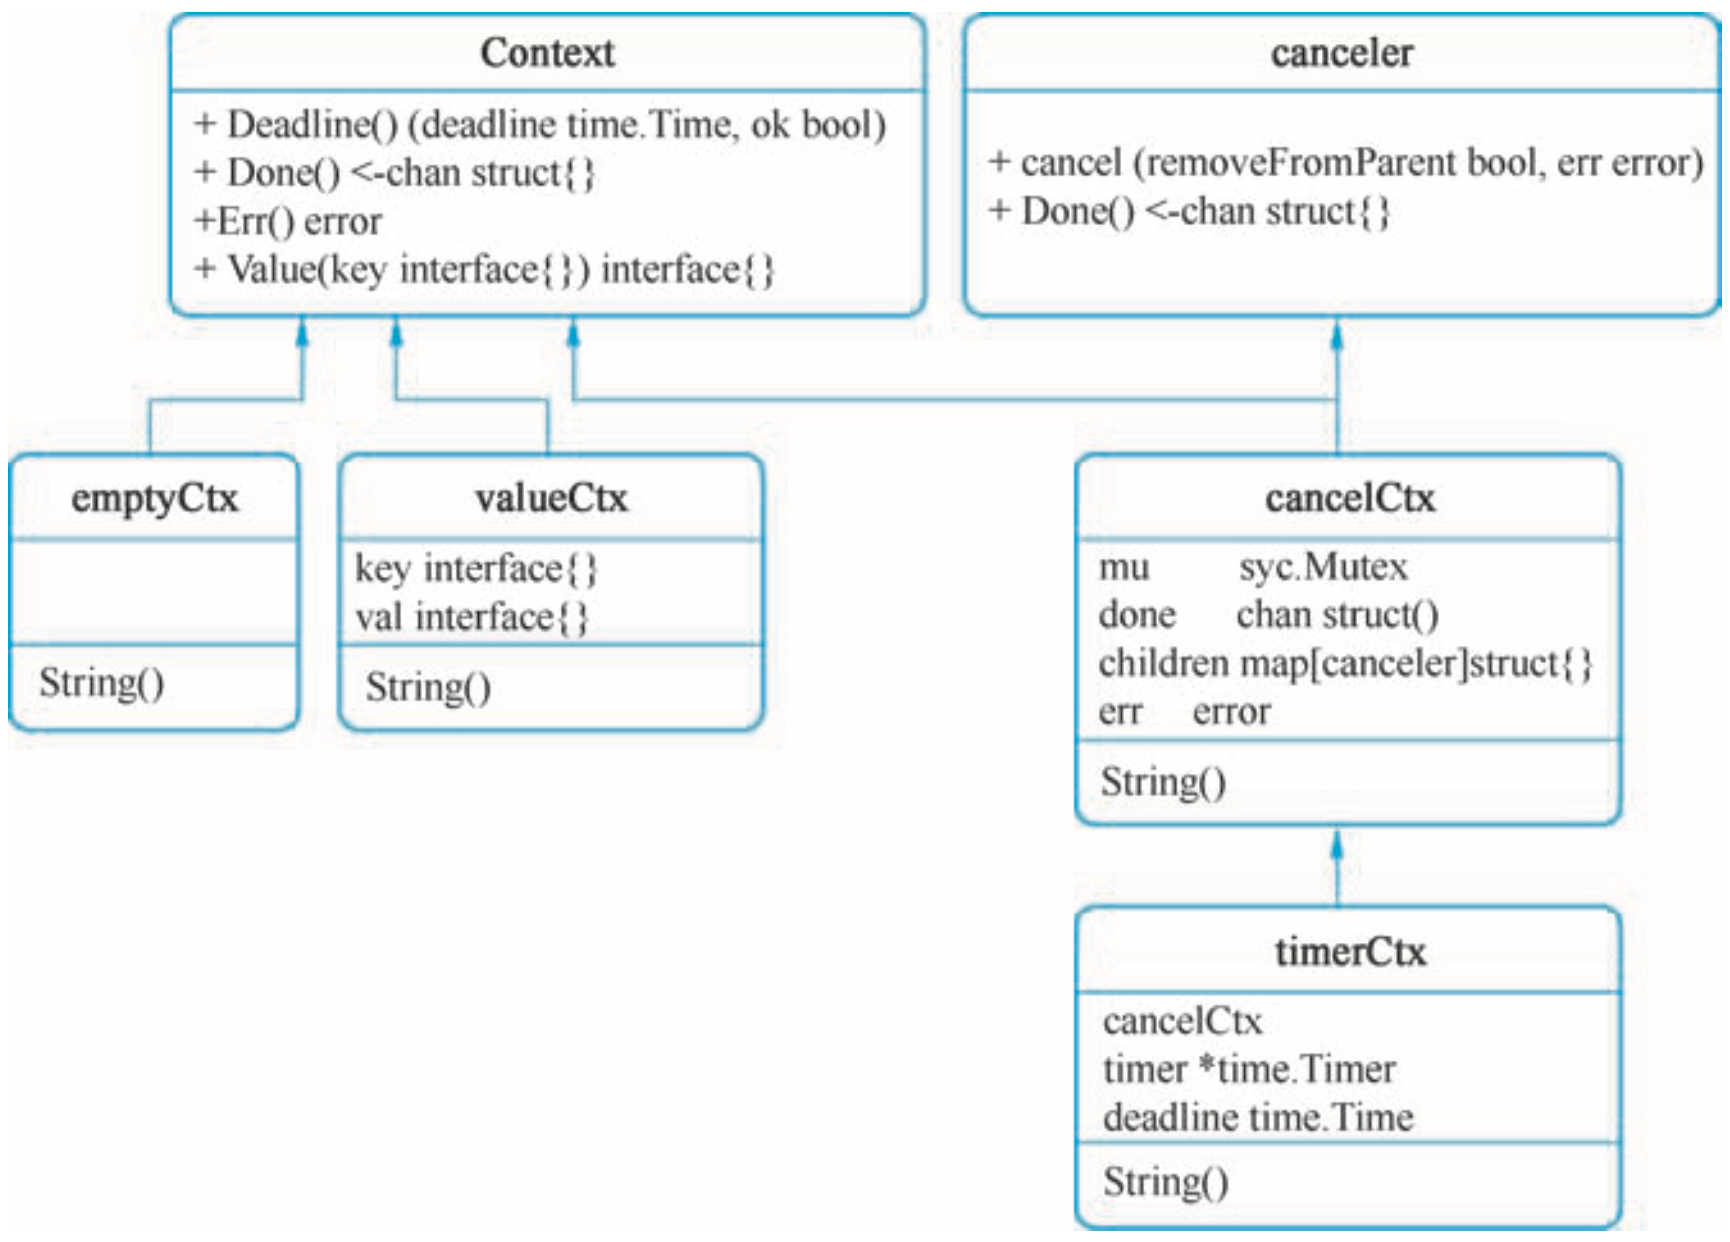 Context
+ Deadline() (deadline time.Time, ok bool)
+ Done() <-chan struct{}
+Err() error
+ Value(key interface{}) interface{}
canceler
+ cancel (removeFromParent bool, err error)
+ Done() <-chan struct{}
emptyCtx
String()
valueCtx
key interface{}
val interface{}
String()
cancelCtx
mu syc.Mutex
done chan struct()
children map[canceler]struct{}
err error
String()
timerCtx
cancelCtx
timer *time.Timer
deadline time.Time
String()